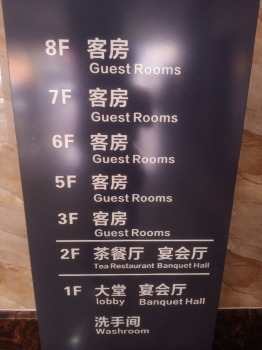 8F 客房
Guest Rooms
7F 客房
Guest Rooms
6F 客房
Guest Rooms
5F 客房
Guest Rooms
3F 客房
Guest Rooms
2F 茶餐厅 宴会厅
Tea Restaurant Banquet Hall
1F 大堂 宴会厅
lobby Banquet Hall
洗手间
Washroom